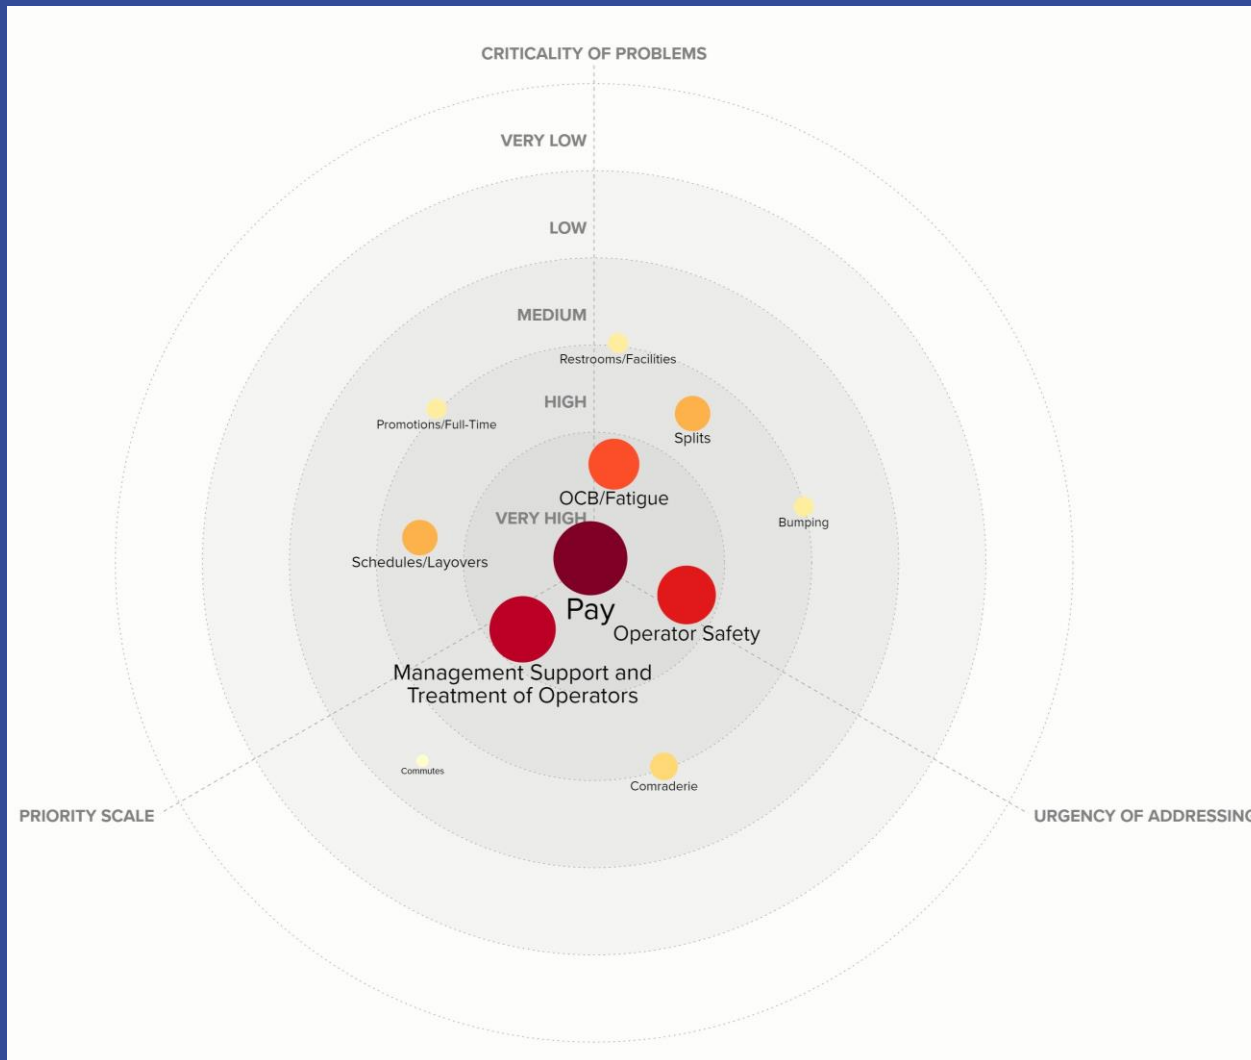 CRITICALITY OF PROBLEMS
VERY LOW
LOW
MEDIUM
Restrooms/Facilities
HIGH
Promotions/Full-Time
Splits
OCB/Fatigue
VERY HIGH
Bumping
Schedules/Layovers
Pay
Operator Safety
Management Support and
Treatment of Operators
Commutes
Comraderie
PRIORITY SCALE
URGENCY OF ADDRESSING